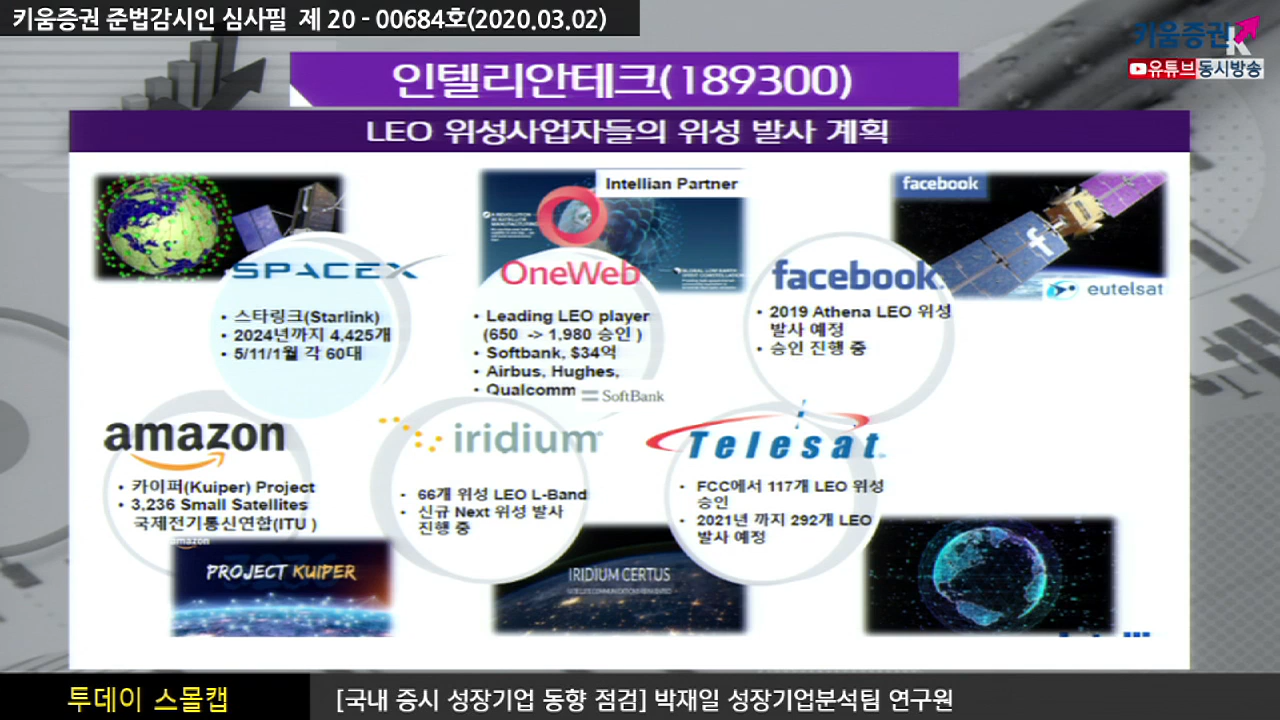 키움증권 준법감시인 심사필 제 20 - 00684호(2020.03.02)
키움증권
유튜브 동시방송
인텔리안테크(189300)
LEO 위성사업자들의 위성 발사 계획
SPACEX
• 스타링크(Starlink)
• 2024년까지 4,425개
• 5/11/1월 각 60대
Intellian Partner
OneWeb
• Leading LEO player
(650 -> 1,980 승인 )
• Softbank, $34억
• Airbus, Hughes,
• Qualcomm
SoftBank
facebook
facebook
eutelsat
• 2019 Athena LEO 위성
발사 예정
• 승인 진행 중
amazon
• 카이퍼(Kuiper) Project
• 3,236 Small Satellites
국제전기통신연합(ITU )
amazon
PROJECT KUIPER
iridium
• 66개 위성 LEO L-Band
• 신규 Next 위성 발사
진행 중
IRIDIUM CERTUS
Telesat
• FCC에서 117개 LEO 위성
승인
• 2021년 까지 292개 LEO
발사 예정
투데이 스몰캡
[국내 증시 성장기업 동향 점검] 박재일 성장기업분석팀 연구원